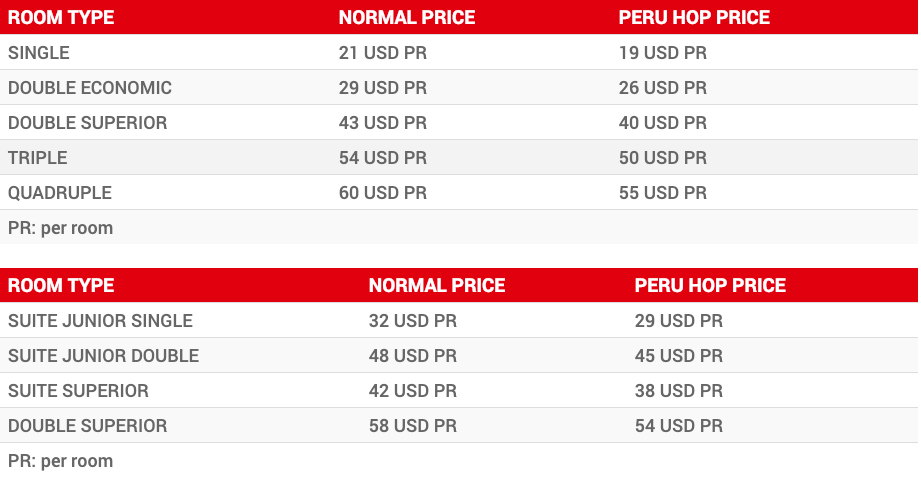 ROOM TYPE NORMAL PRICE PERU HOP PRICE
SINGLE 21 USD PR 19 USD PR
DOUBLE ECONOMIC 29 USD PR 26 USD PR
DOUBLE SUPERIOR 43 USD PR 40 USD PR
TRIPLE 54 USD PR 50 USD PR
QUADRUPLE 60 USD PR 55 USD PR
PR: per room
ROOM TYPE NORMAL PRICE PERU HOP PRICE
SUITE JUNIOR SINGLE 32 USD PR 29 USD PR
SUITE JUNIOR DOUBLE 48 USD PR 45 USD PR
SUITE SUPERIOR 42 USD PR 38 USD PR
DOUBLE SUPERIOR 58 USD PR 54 USD PR
PR: per room